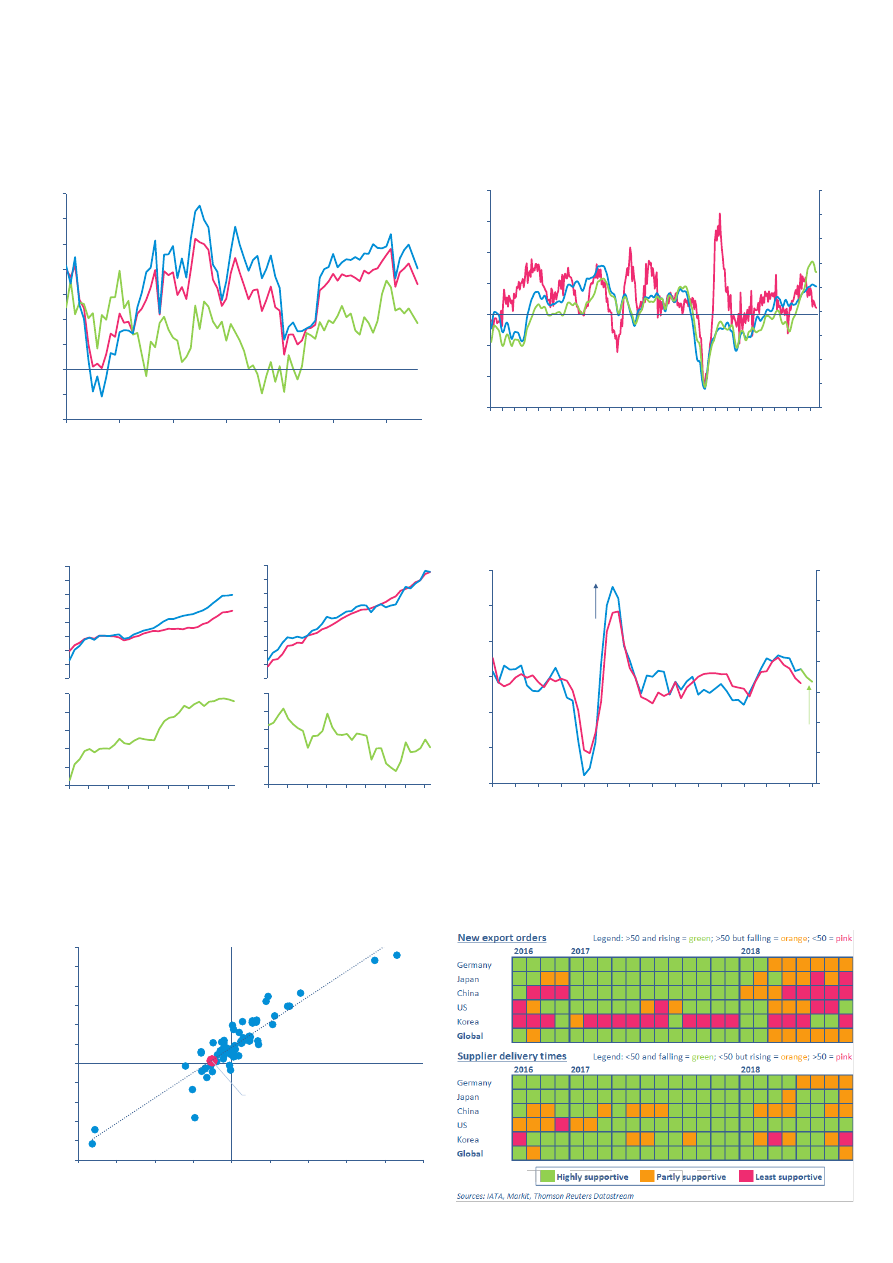 New export orders Legend: >50 and rising = green; >50 but falling = orange; <50 = pink
2016 2017 2018
Germany
Japan
China
US
Korea
Global
Supplier delivery times Legend: <50 and falling = green; <50 but rising = orange; >50 = pink
2016 2017 2018
Germany
Japan
China
US
Korea
Global
Highly supportive Partly supportive Least supportive
Sources: IATA, Markit, Thomson Reuters Datastream